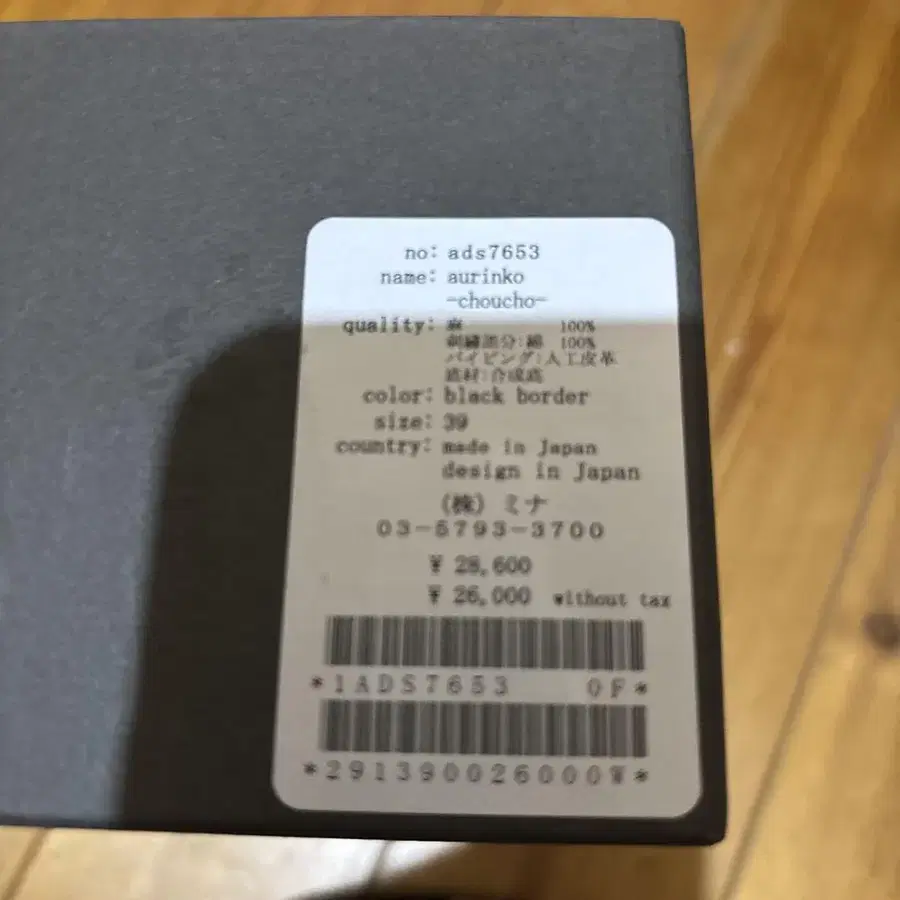 no: ads7653
name: aurinko
-choucho-
quality: 麻 100%
刺繍部分:綿 100%
パイピング:人工皮革
底材:合成底
color: black border
size: 39
country: made in Japan
design in Japan
(株) ミナ
03-5793-3700
¥ 28,600
¥ 26,000 without tax
*1ADS7653 0F*
*291390026000W*